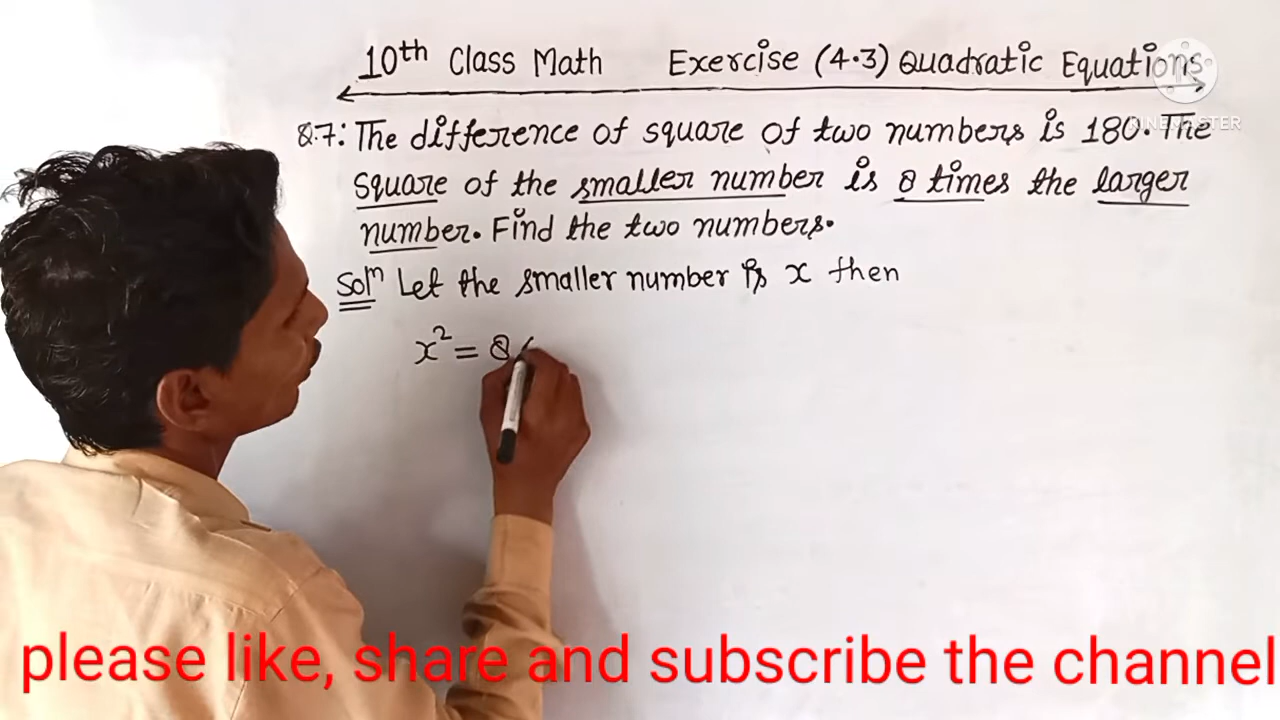 10th Class Math Exercise (4.3) Quadratic Equations
KINEMASTER
Q.7: The difference of square of two numbers is 180. The
square of the smaller number is 8 times the larger
number. Find the two numbers.
Solⁿ Let the smaller number is x then
x² = 8(
please like, share and subscribe the channel